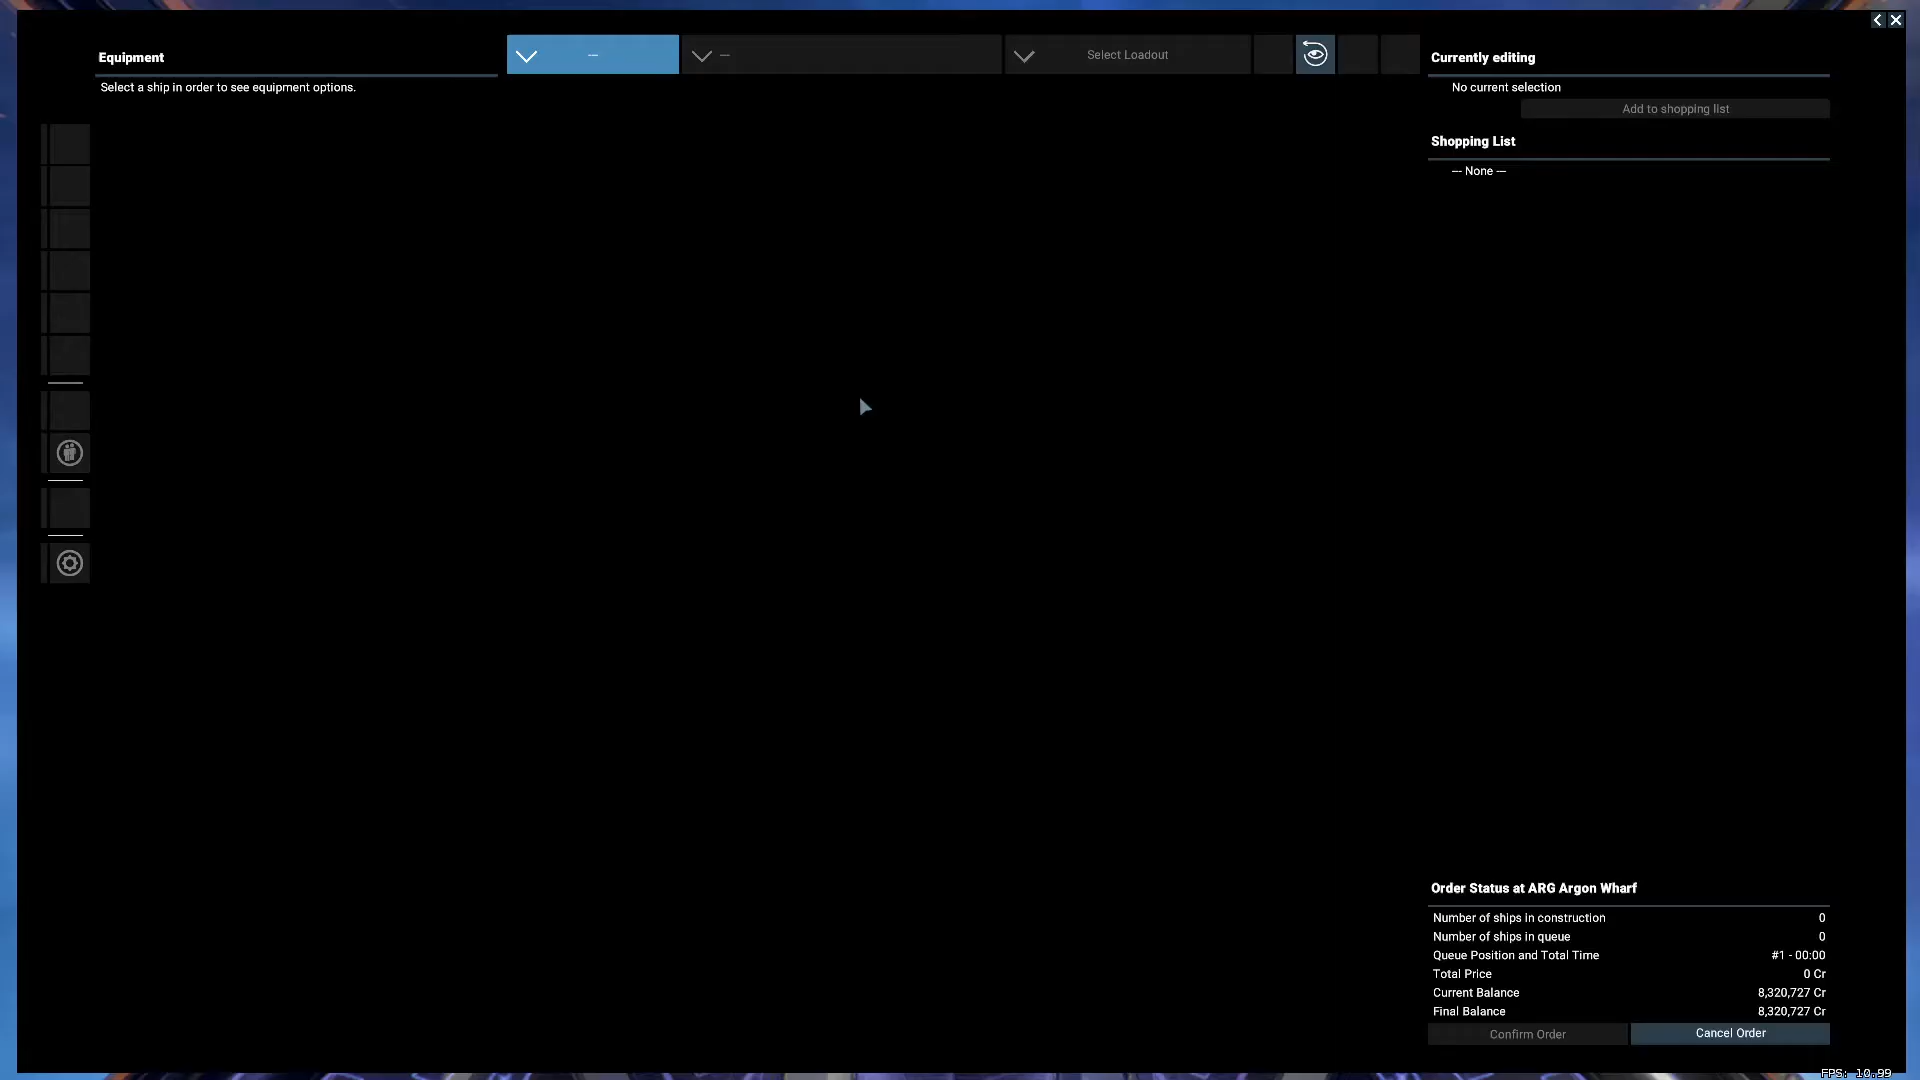 Equipment
Select a ship in order to see equipment options.
---
---
Select Loadout
Currently editing
No current selection
Add to shopping list
Shopping List
--- None ---
Order Status at ARG Argon Wharf
Number of ships in construction 0
Number of ships in queue 0
Queue Position and Total Time #1 - 00:00
Total Price 0 Cr
Current Balance 8,320,727 Cr
Final Balance 8,320,727 Cr
Confirm Order Cancel Order
FPS: 10.99